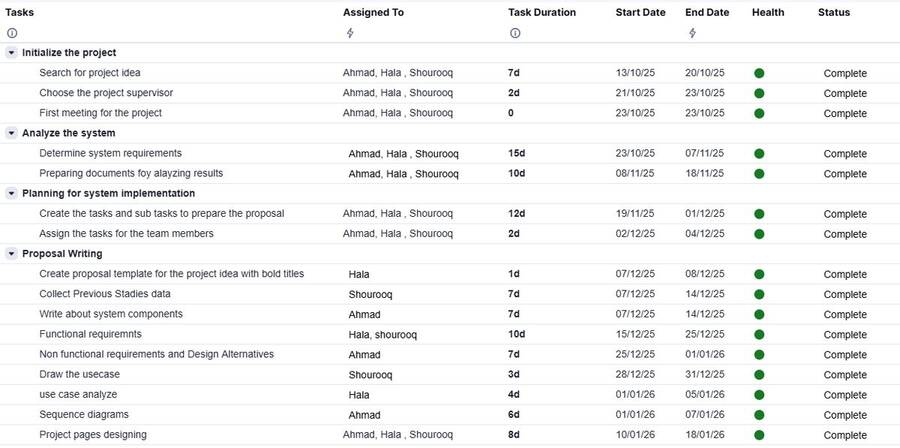 Tasks Assigned To Task Duration Start Date End Date Health Status
Initialize the project
Search for project idea Ahmad, Hala , Shourooq 7d 13/10/25 20/10/25 Complete
Choose the project supervisor Ahmad, Hala , Shourooq 2d 21/10/25 23/10/25 Complete
First meeting for the project Ahmad, Hala , Shourooq 0 23/10/25 23/10/25 Complete
Analyze the system
Determine system requirements Ahmad, Hala , Shourooq 15d 23/10/25 07/11/25 Complete
Preparing documents foy alayzing results Ahmad, Hala , Shourooq 10d 08/11/25 18/11/25 Complete
Planning for system implementation
Create the tasks and sub tasks to prepare the proposal Ahmad, Hala , Shourooq 12d 19/11/25 01/12/25 Complete
Assign the tasks for the team members Ahmad, Hala , Shourooq 2d 02/12/25 04/12/25 Complete
Proposal Writing
Create proposal template for the project idea with bold titles Hala 1d 07/12/25 08/12/25 Complete
Collect Previous Stadies data Shourooq 7d 07/12/25 14/12/25 Complete
Write about system components Ahmad 7d 07/12/25 14/12/25 Complete
Functional requiremnts Hala, shourooq 10d 15/12/25 25/12/25 Complete
Non functional requirements and Design Alternatives Ahmad 7d 25/12/25 01/01/26 Complete
Draw the usecase Shourooq 3d 28/12/25 31/12/25 Complete
use case analyze Hala 4d 01/01/26 05/01/26 Complete
Sequence diagrams Ahmad 6d 01/01/26 07/01/26 Complete
Project pages designing Ahmad, Hala , Shourooq 8d 10/01/26 18/01/26 Complete